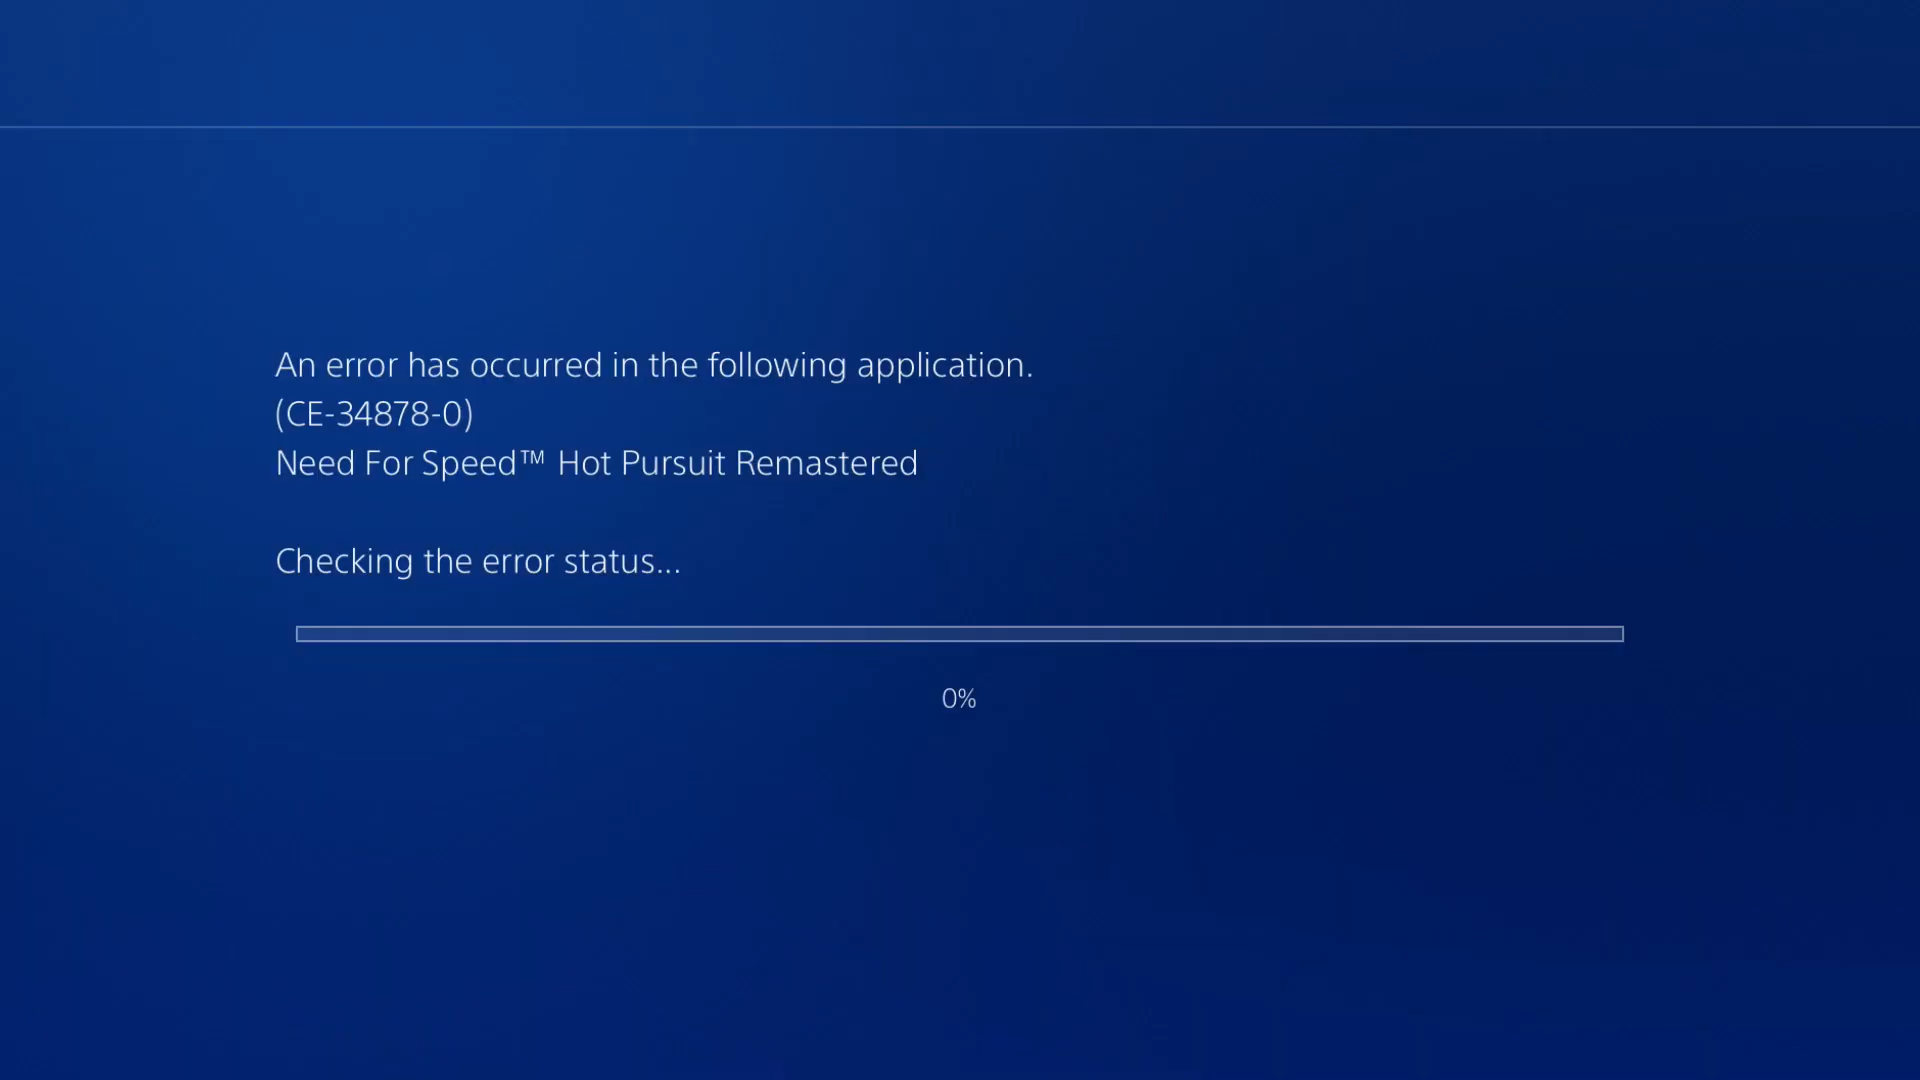 An error has occurred in the following application.
(CE-34878-0)
Need For Speed™ Hot Pursuit Remastered
Checking the error status...
0%